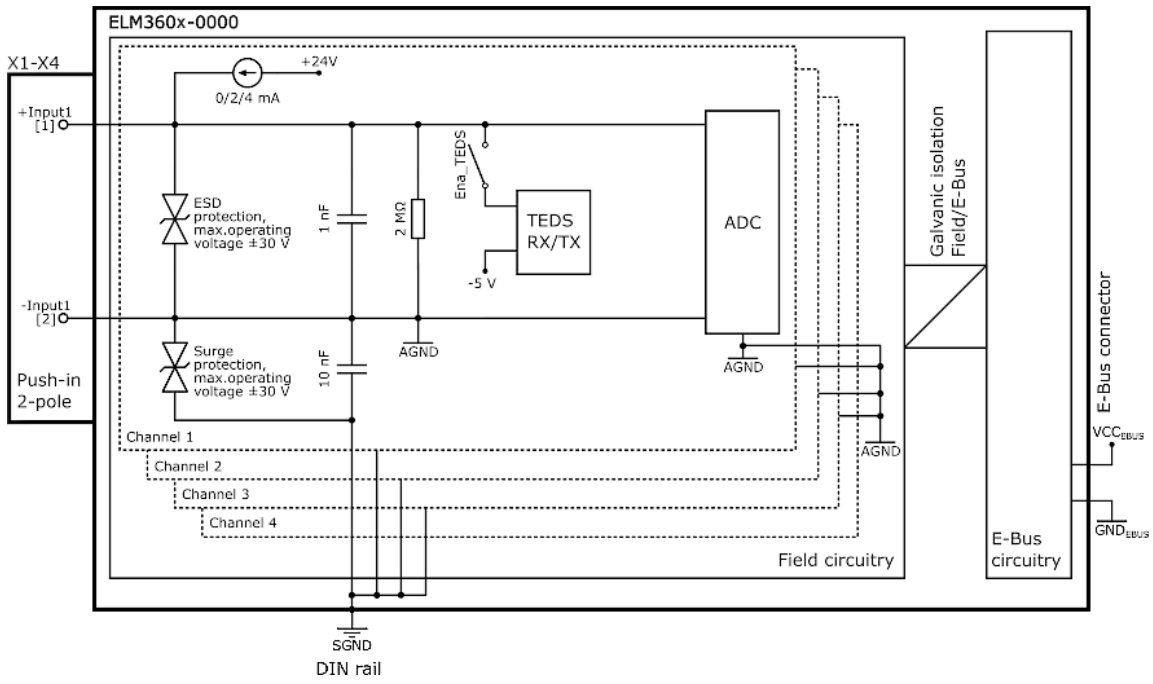 ELM360x-0000
X1-X4
+24V
0/2/4 mA
+Input1
[1]
ESD
protection,
max.operating
voltage ±30 V
1 nF
2 MΩ
Ena_TEDS
TEDS
RX/TX
-5 V
ADC
Galvanic isolation
Field/E-Bus
-Input1
[2]
AGND
Surge
protection,
max.operating
voltage ±30 V
10 nF
AGND
Push-in
2-pole
E-Bus connector
Channel 1
AGND
VCCEBUS
Channel 2
Channel 3
Channel 4
GNDEBUS
Field circuitry
E-Bus
circuitry
SGND
DIN rail